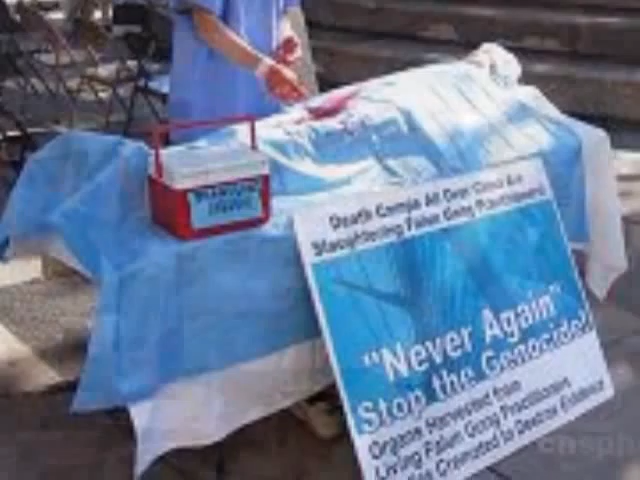 Death Camps All Over China Are
Slaughtering Falun Gong Practitioners
"Never Again"
Stop the Genocide!
Organs Harvested from
Living Falun Gong Practitioners
Cremated to Destroy Evidence